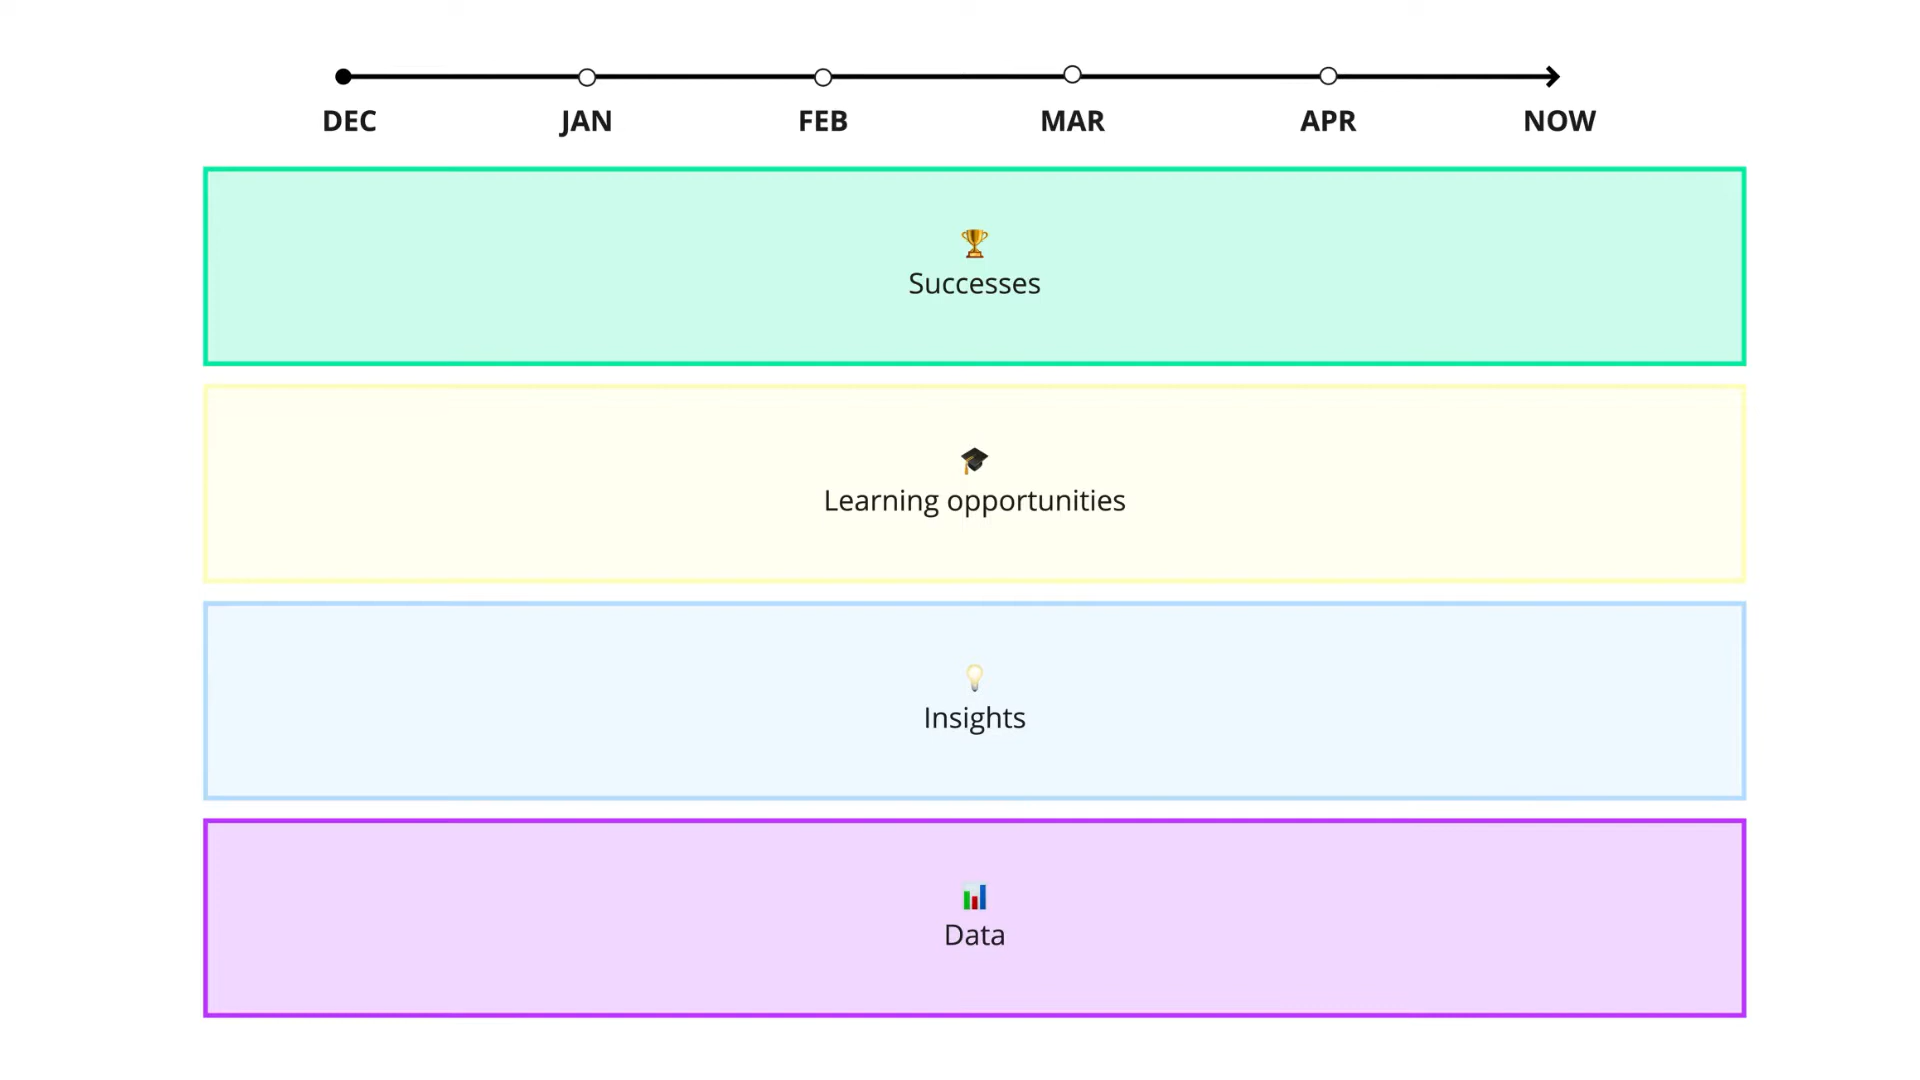 DEC JAN FEB MAR APR NOW
Successes
Learning opportunities
Insights
Data